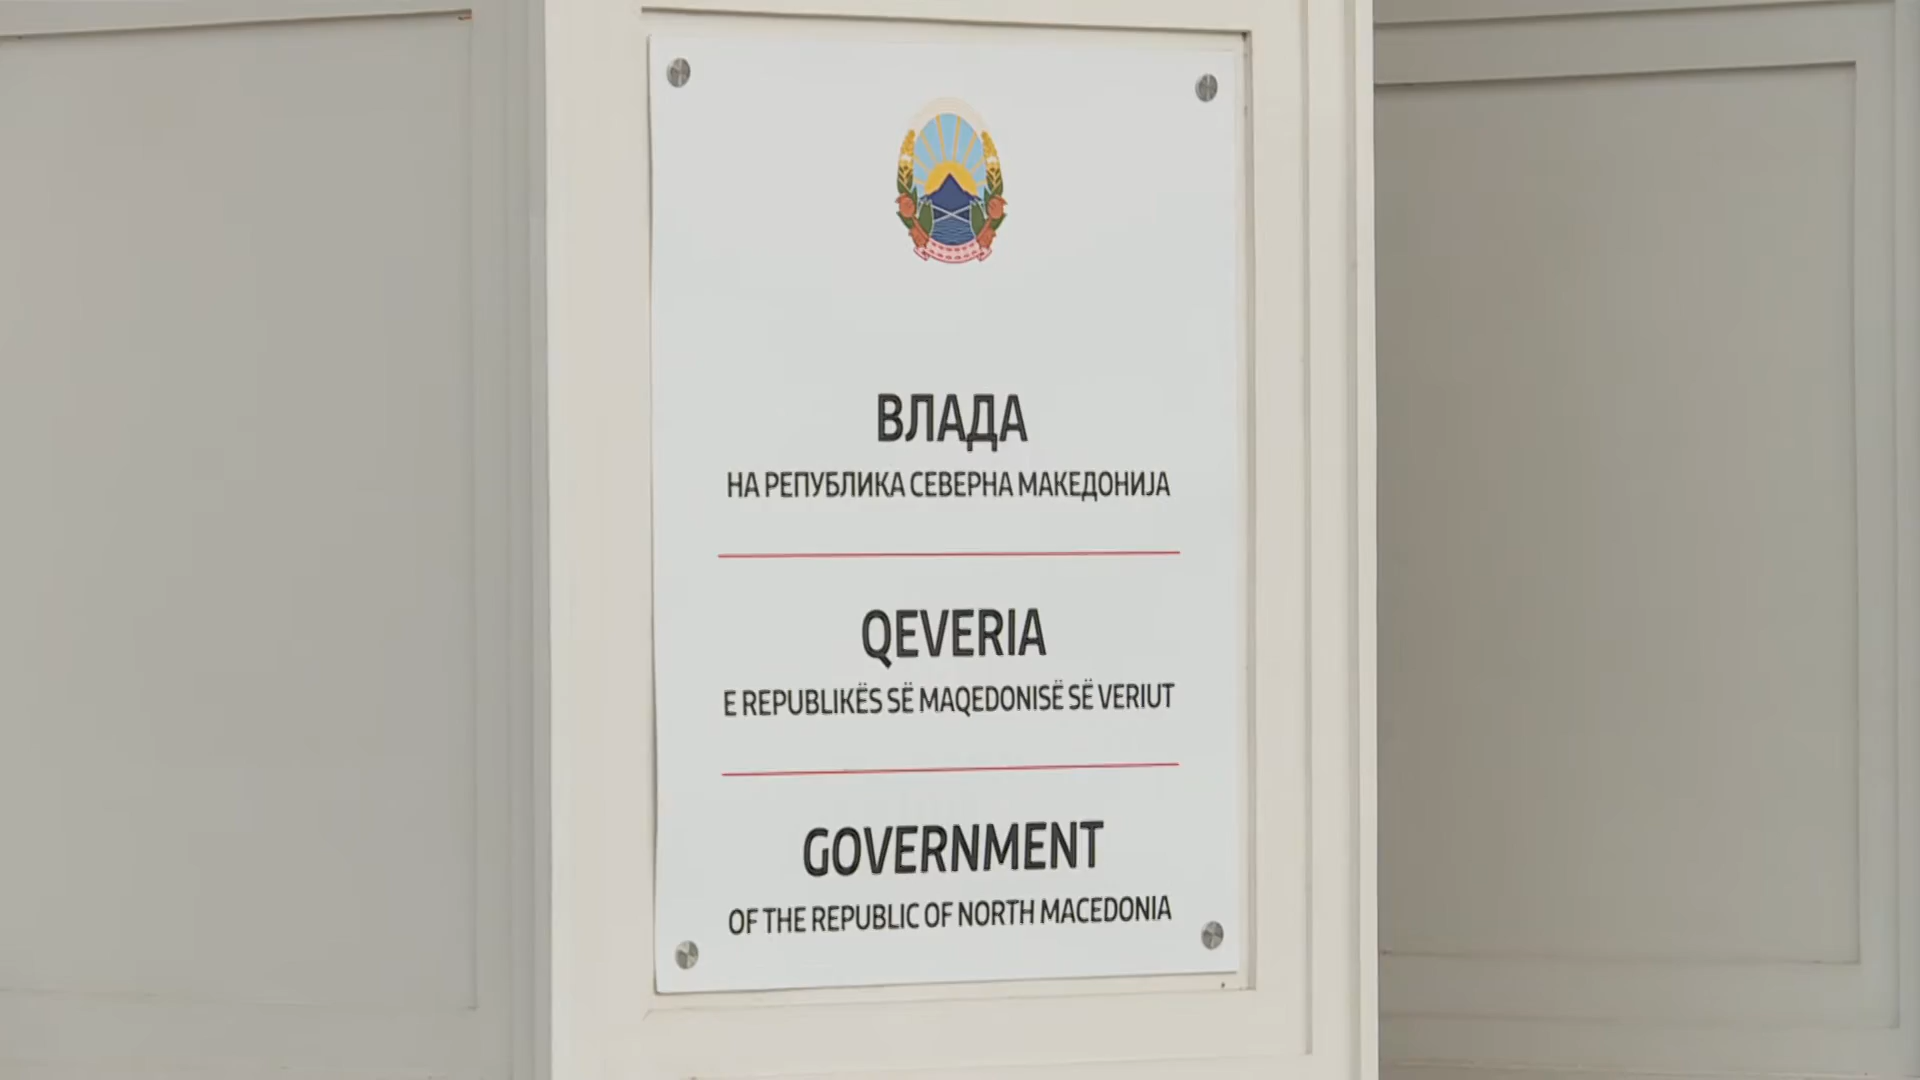 ВЛАДА
НА РЕПУБЛИКА СЕВЕРНА МАКЕДОНИЈА
QEVERIA
E REPUBLIKËS SË MAQEDONISË SË VERIUT
GOVERNMENT
OF THE REPUBLIC OF NORTH MACEDONIA